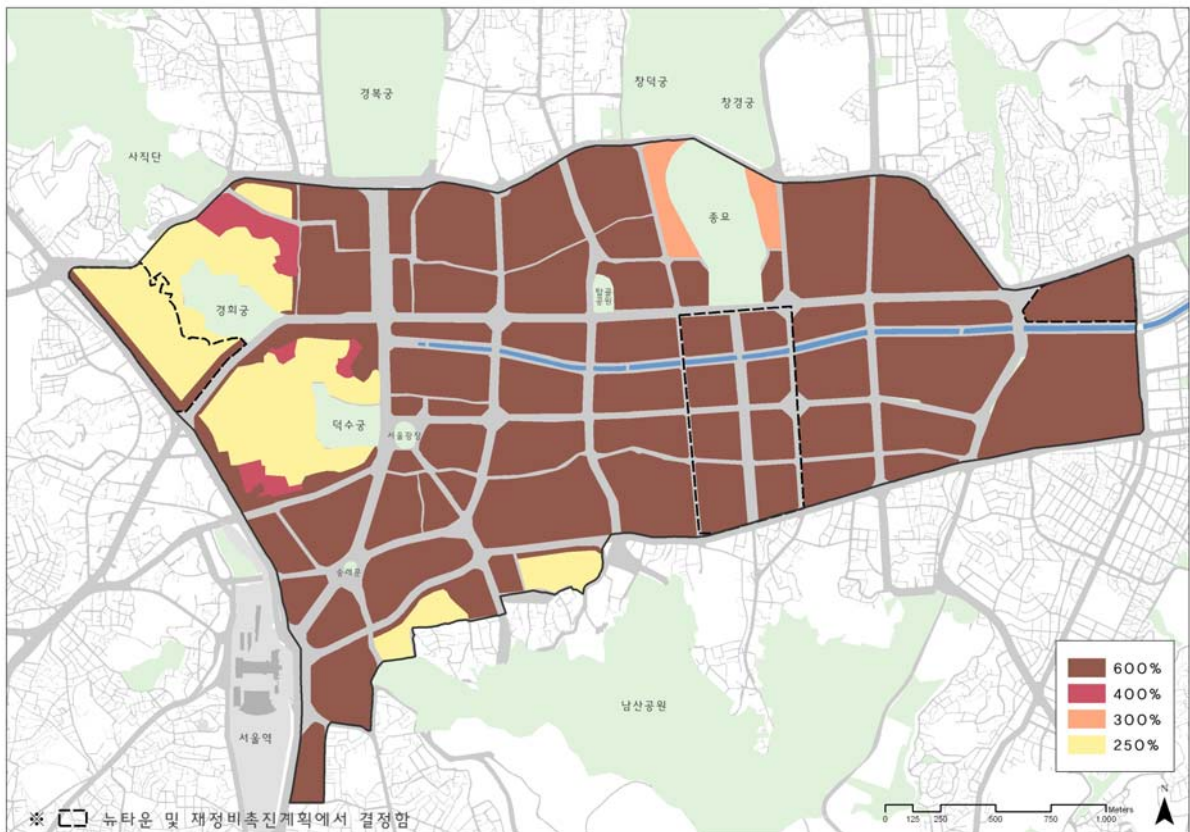 창덕궁
경복궁
창경궁
사직단
종묘
탑골
공원
경희궁
덕수궁
서울광장
숭례문
남산공원
서울역
600%
400%
300%
250%
Meters
0 125 250 500 750 1,000
N
※ 뉴타운 및 재정비촉진계획에서 결정함